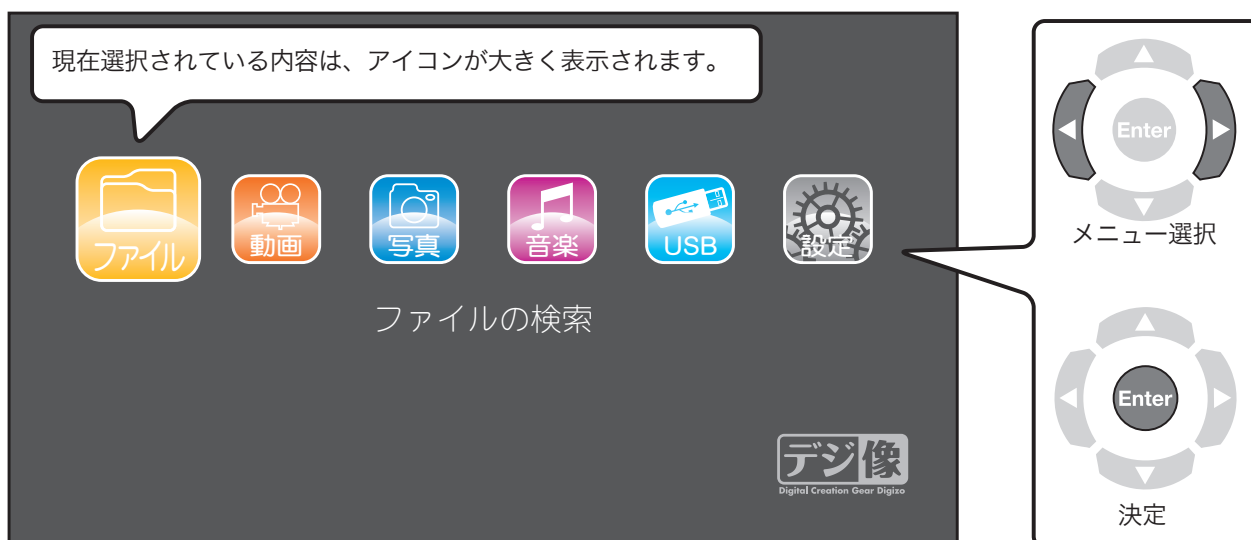 現在選択されている内容は、アイコンが大きく表示されます。
ファイル
動画
写真
音楽
USB
設定
ファイルの検索
デジ像
Digital Creation Gear Digizo
Enter
メニュー選択
Enter
決定